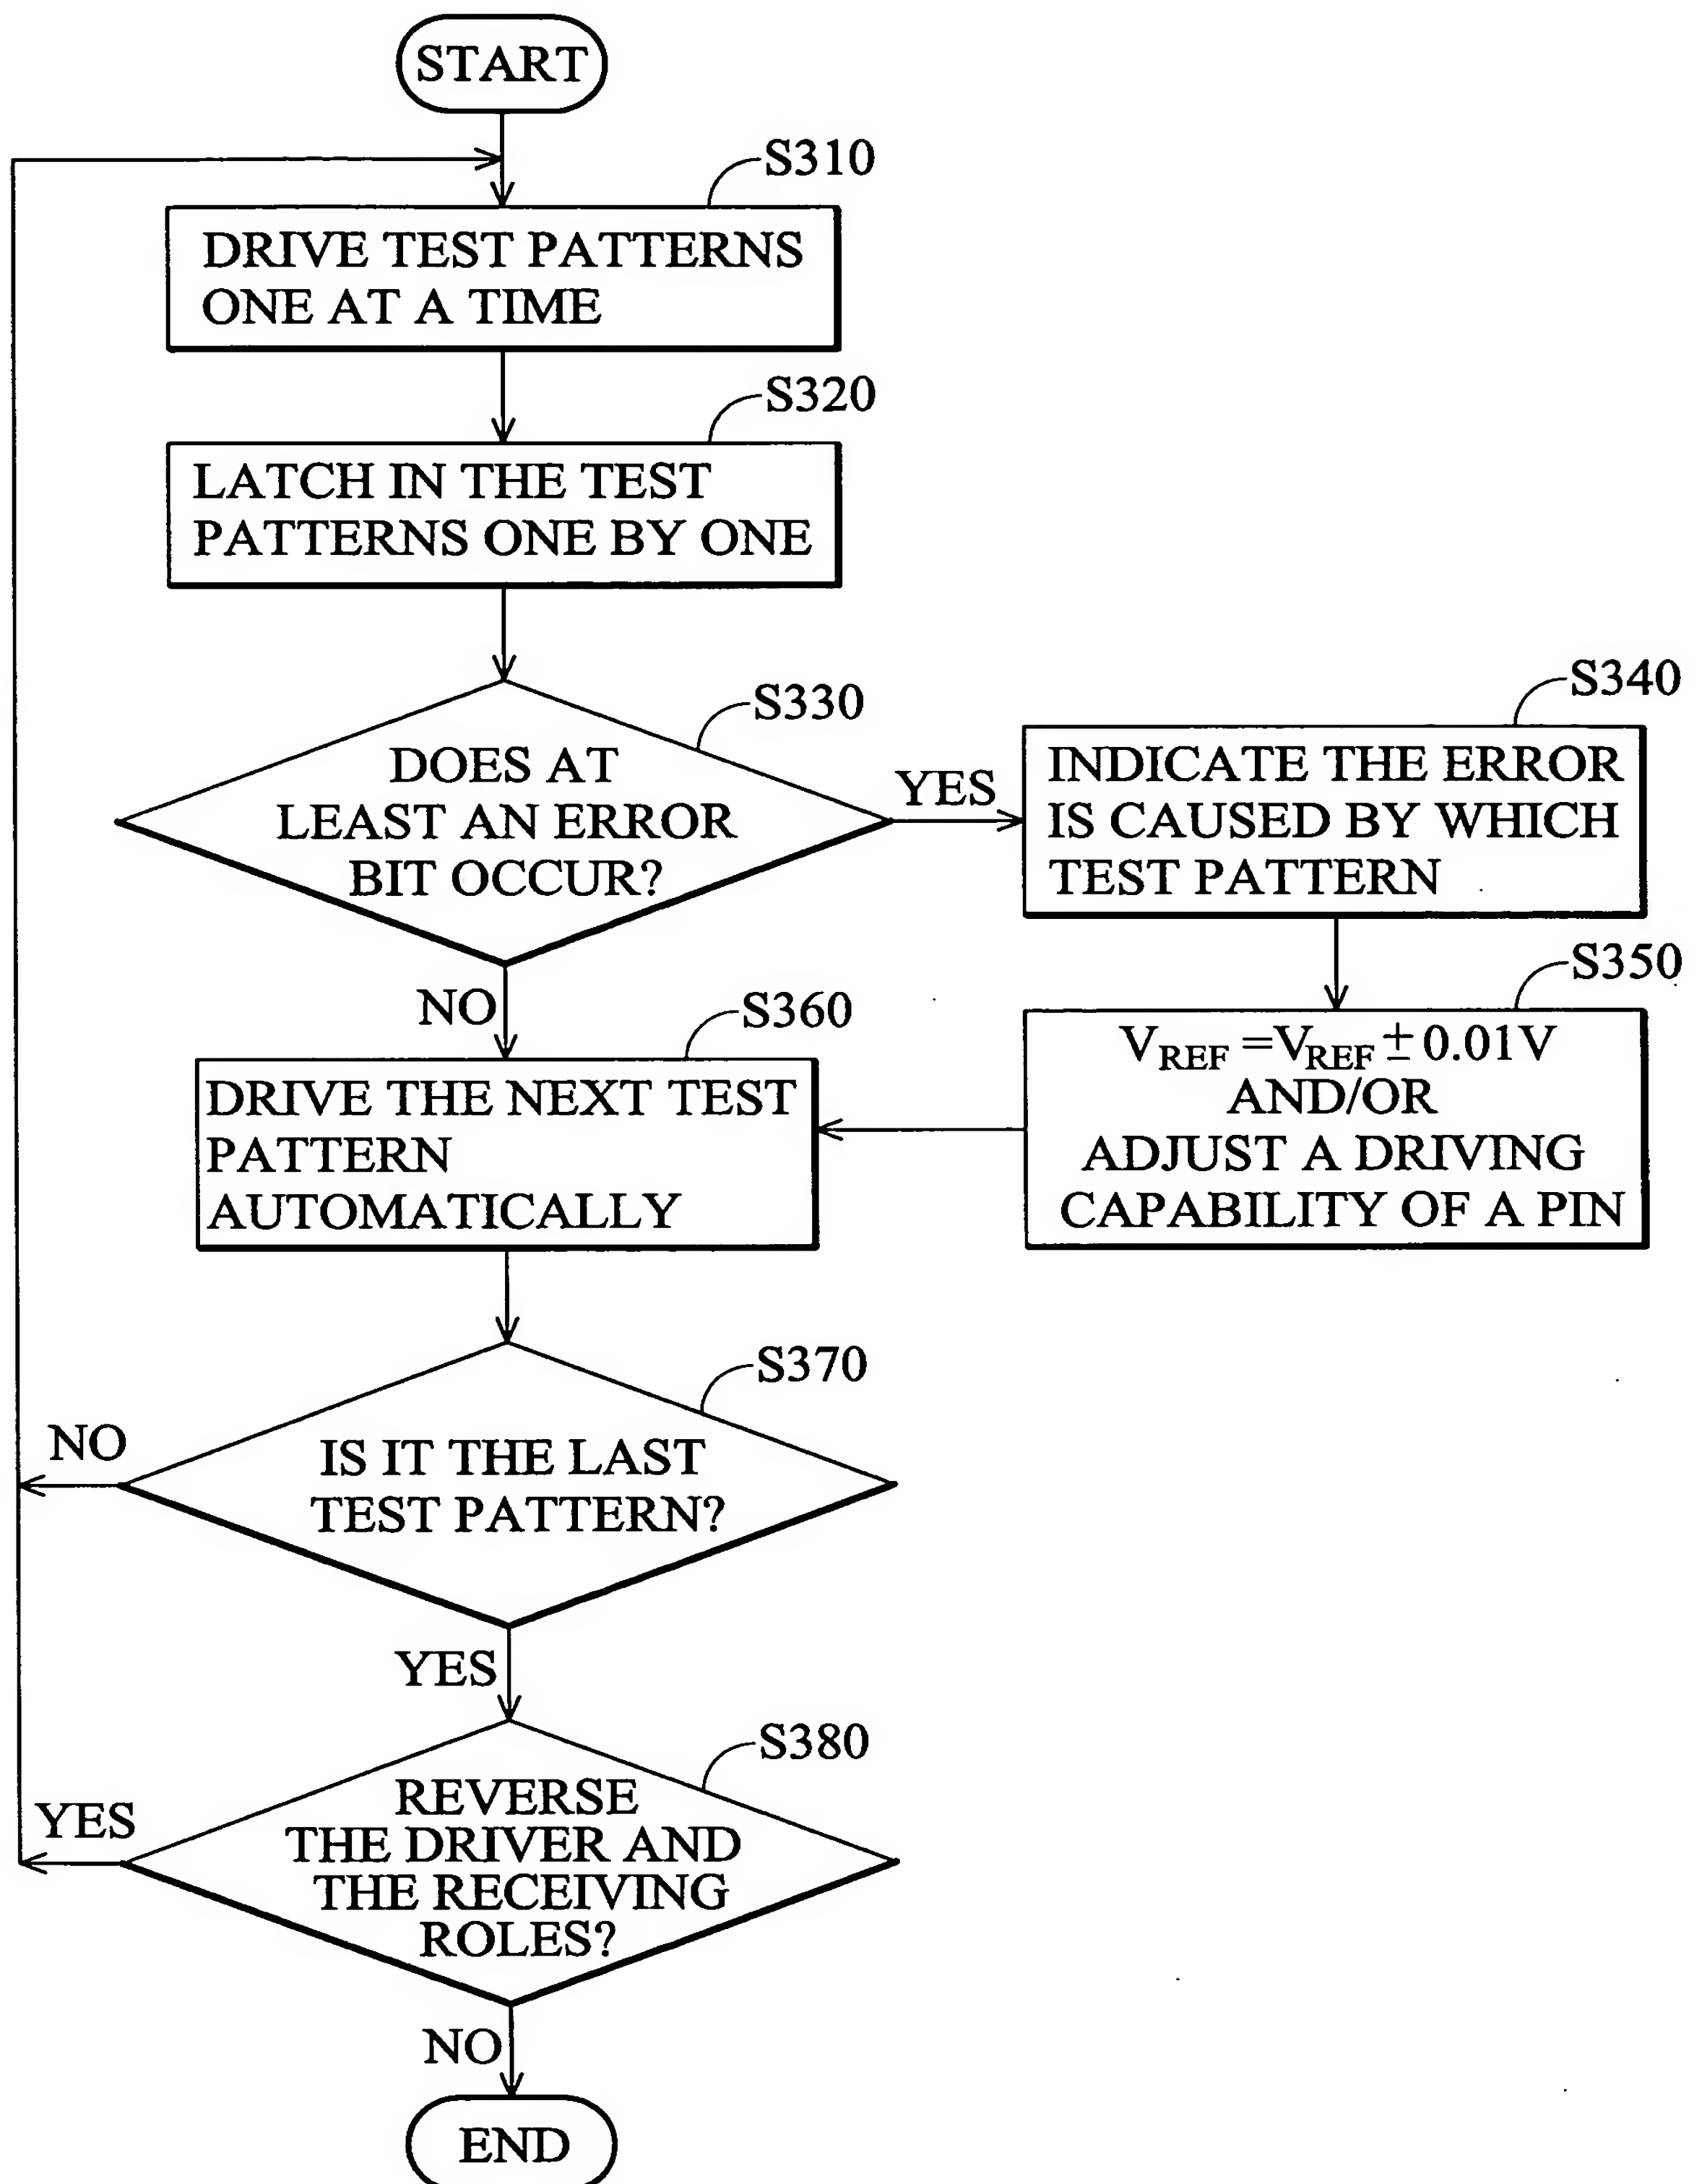 START
S310
DRIVE TEST PATTERNS
ONE AT A TIME
S320
LATCH IN THE TEST
PATTERNS ONE BY ONE
S330
DOES AT
LEAST AN ERROR
BIT OCCUR?
YES
S340
INDICATE THE ERROR
IS CAUSED BY WHICH
TEST PATTERN
S350
VREF =VREF ± 0.01V
AND/OR
ADJUST A DRIVING
CAPABILITY OF A PIN
NO
S360
DRIVE THE NEXT TEST
PATTERN
AUTOMATICALLY
S370
IS IT THE LAST
TEST PATTERN?
NO
YES
S380
REVERSE
THE DRIVER AND
THE RECEIVING
ROLES?
YES
NO
END